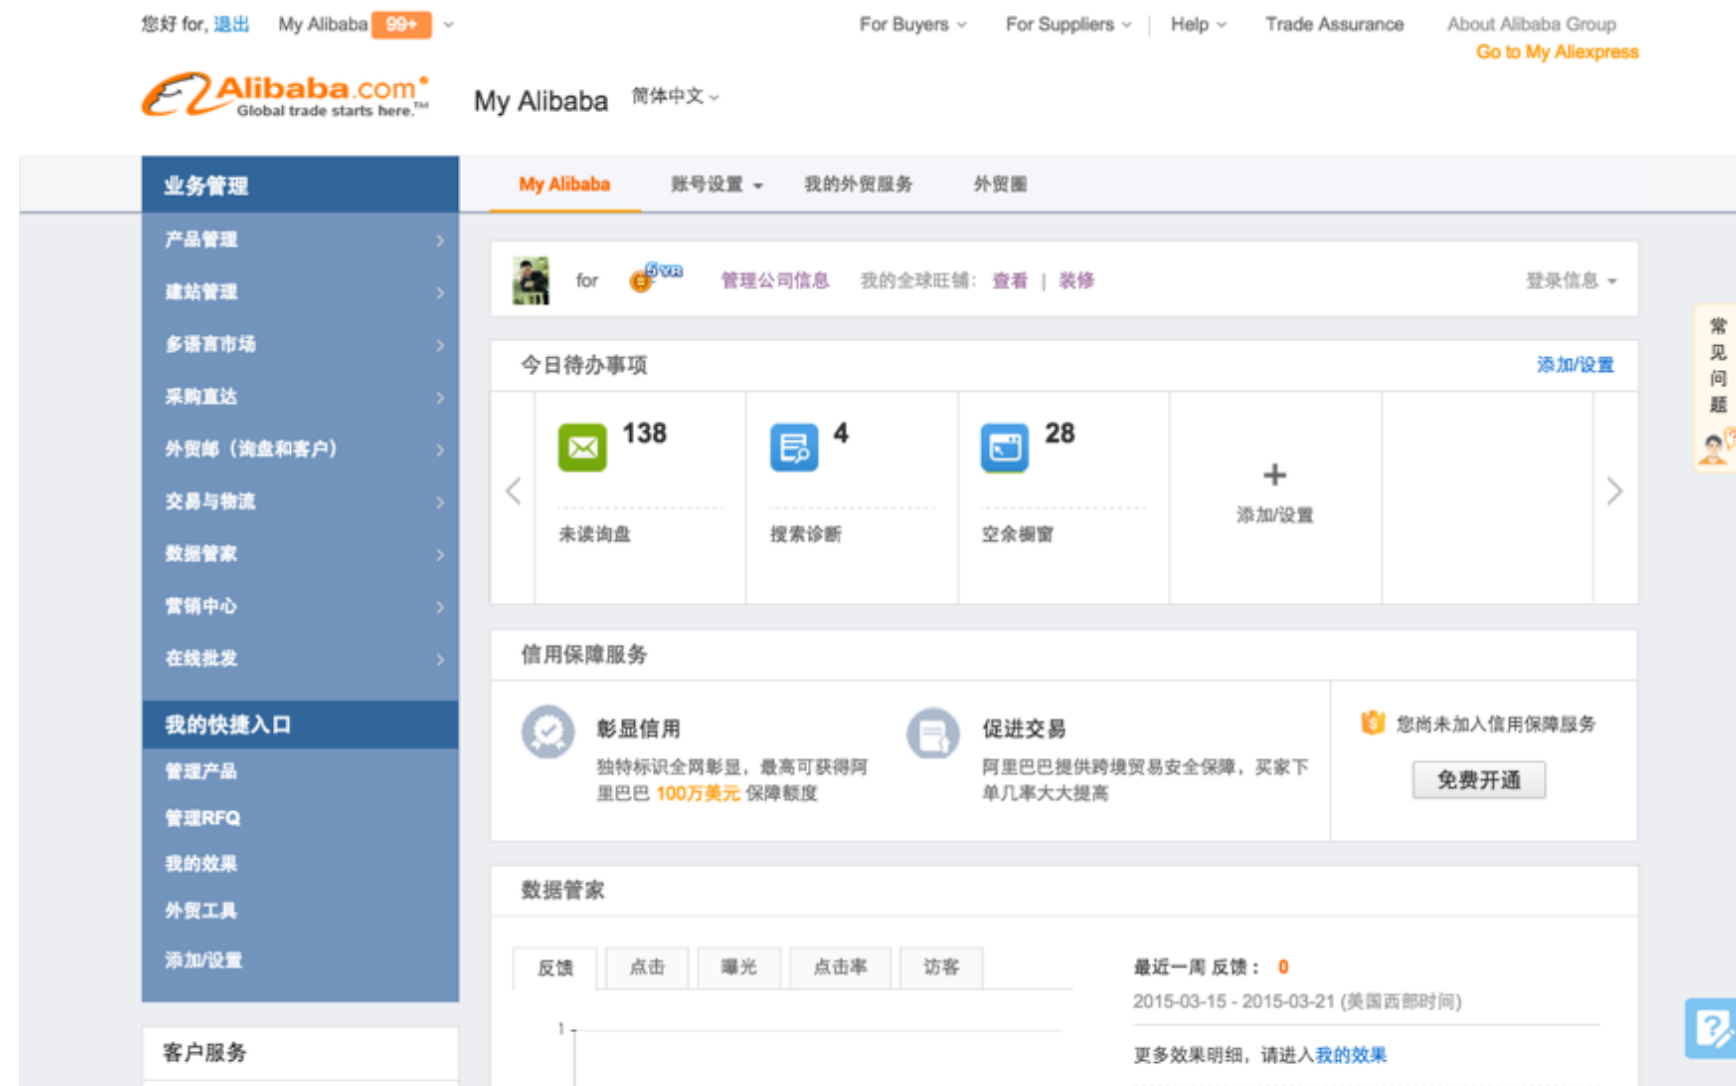 您好 for, 退出 My Alibaba 99+ For Buyers For Suppliers Help Trade Assurance About Alibaba Group
Go to My Aliexpress
Alibaba.com®
Global trade starts here.™
My Alibaba 简体中文
业务管理
产品管理
建站管理
多语言市场
采购直达
外贸邮（询盘和客户）
交易与物流
数据管家
营销中心
在线批发
我的快捷入口
管理产品
管理RFQ
我的效果
外贸工具
添加/设置
客户服务
My Alibaba 账号设置 我的外贸服务 外贸圈
for 5 YR 管理公司信息 我的全球旺铺: 查看 | 装修 登录信息
今日待办事项 添加/设置
138
未读询盘
4
搜索诊断
28
空余橱窗
+
添加/设置
信用保障服务
彰显信用
独特标识全网彰显，最高可获得阿
里巴巴 100万美元 保障额度
促进交易
阿里巴巴提供跨境贸易安全保障，买家下
单几率大大提高
您尚未加入信用保障服务
免费开通
数据管家
反馈 点击 曝光 点击率 访客
1
最近一周 反馈： 0
2015-03-15 - 2015-03-21 (美国西部时间)
更多效果明细，请进入我的效果
常见问题
?